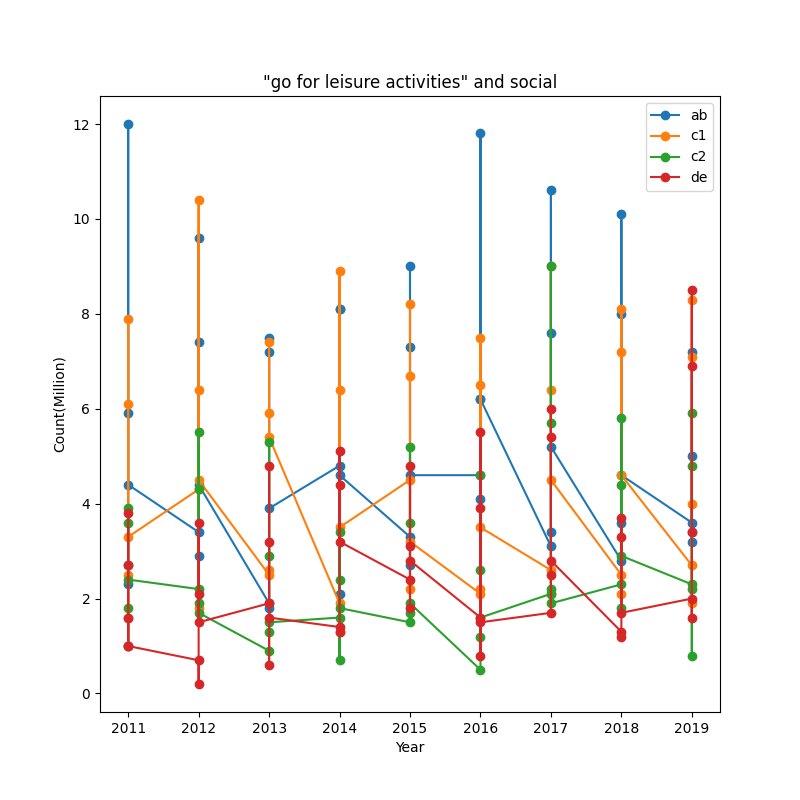 "go for leisure activities" and social
ab
c1
c2
de
12
10
8
6
4
2
0
Count(Million)
2011 2012 2013 2014 2015 2016 2017 2018 2019
Year